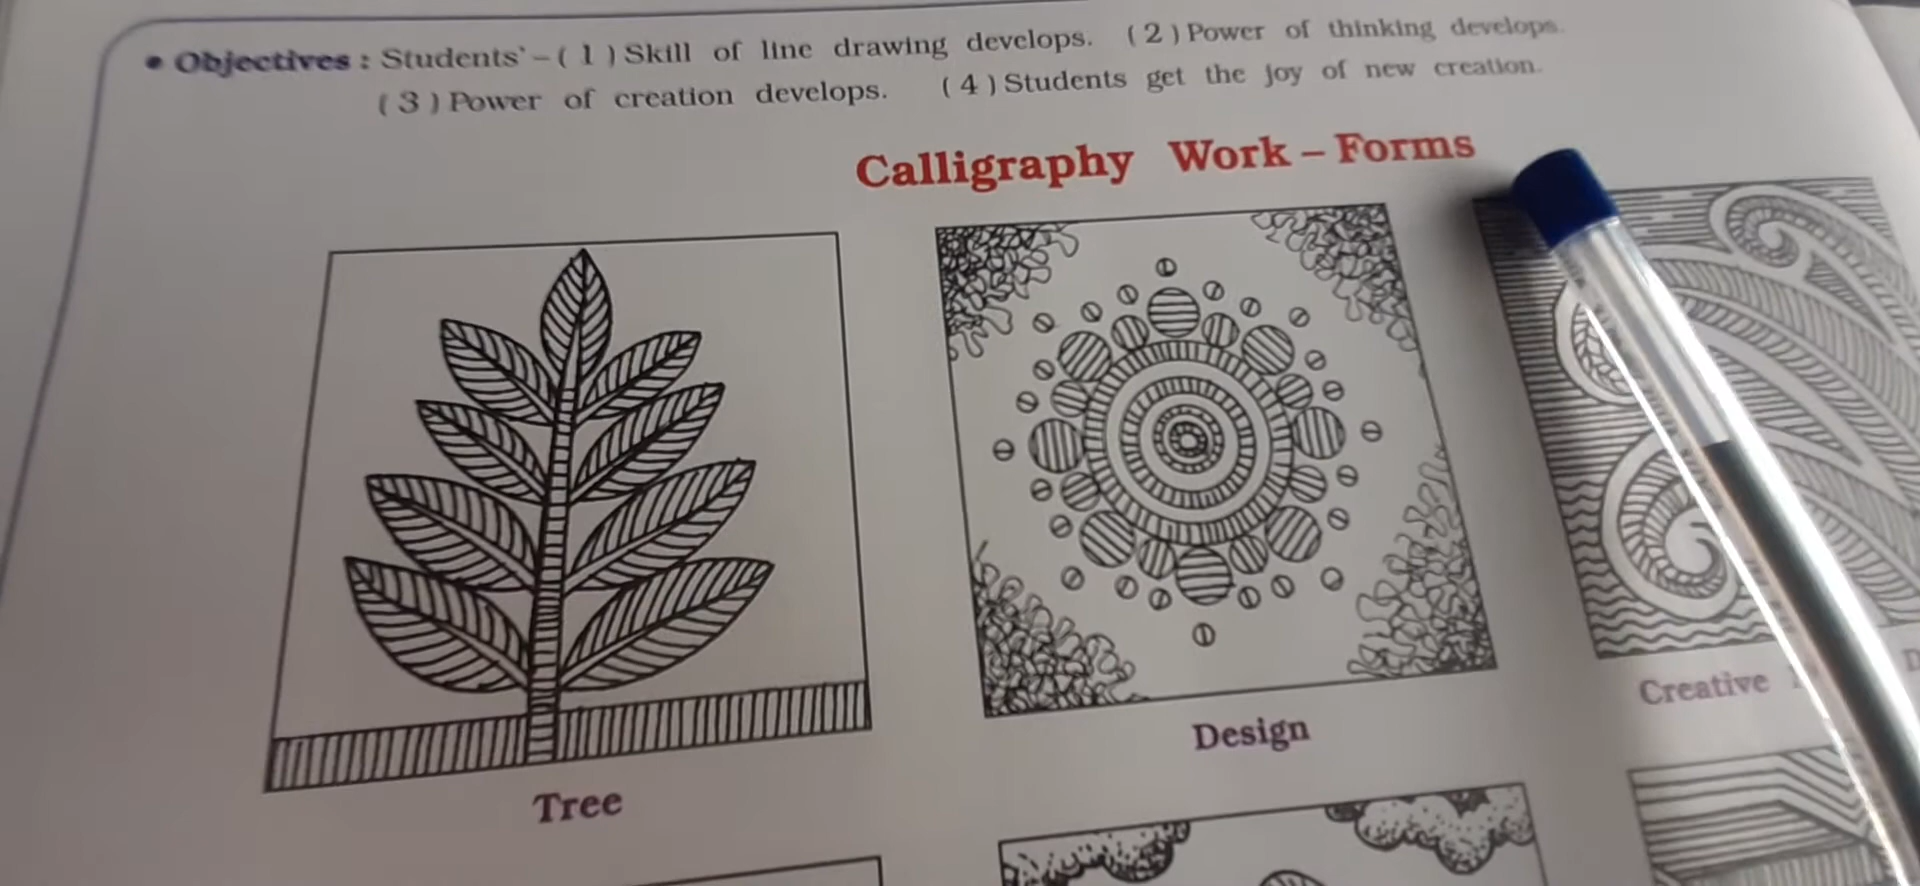 • Objectives : Students' – ( 1 ) Skill of line drawing develops. ( 2 ) Power of thinking develops.
( 3 ) Power of creation develops. ( 4 ) Students get the joy of new creation.
Calligraphy Work – Forms
Tree
Design
Creative